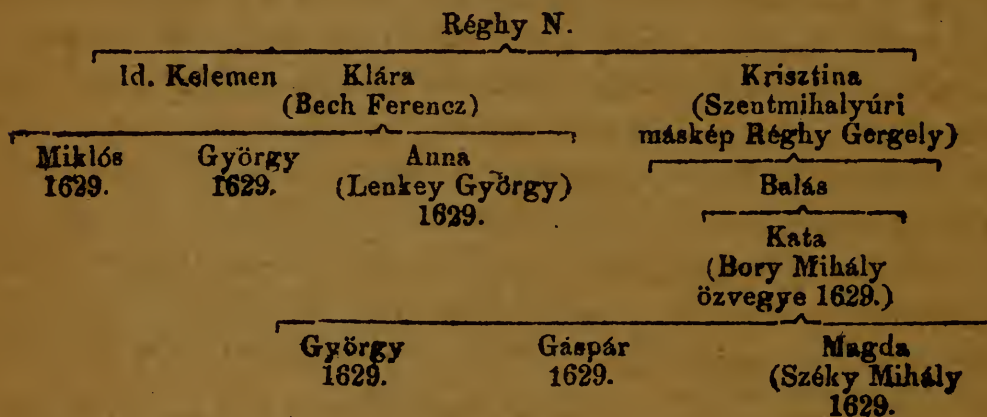 Réghy N.
Id. Kelemen Klára Krisztina
(Bech Ferencz) (Szentmihalyúri
máskép Réghy Gergely)
Miklós György Anna Balás
1629. 1629. (Lenkey György)
1629.
Kata
(Bory Mihály
özvegye 1629.)
György Gáspár Magda
1629. 1629. (Széky Mihály
1629.